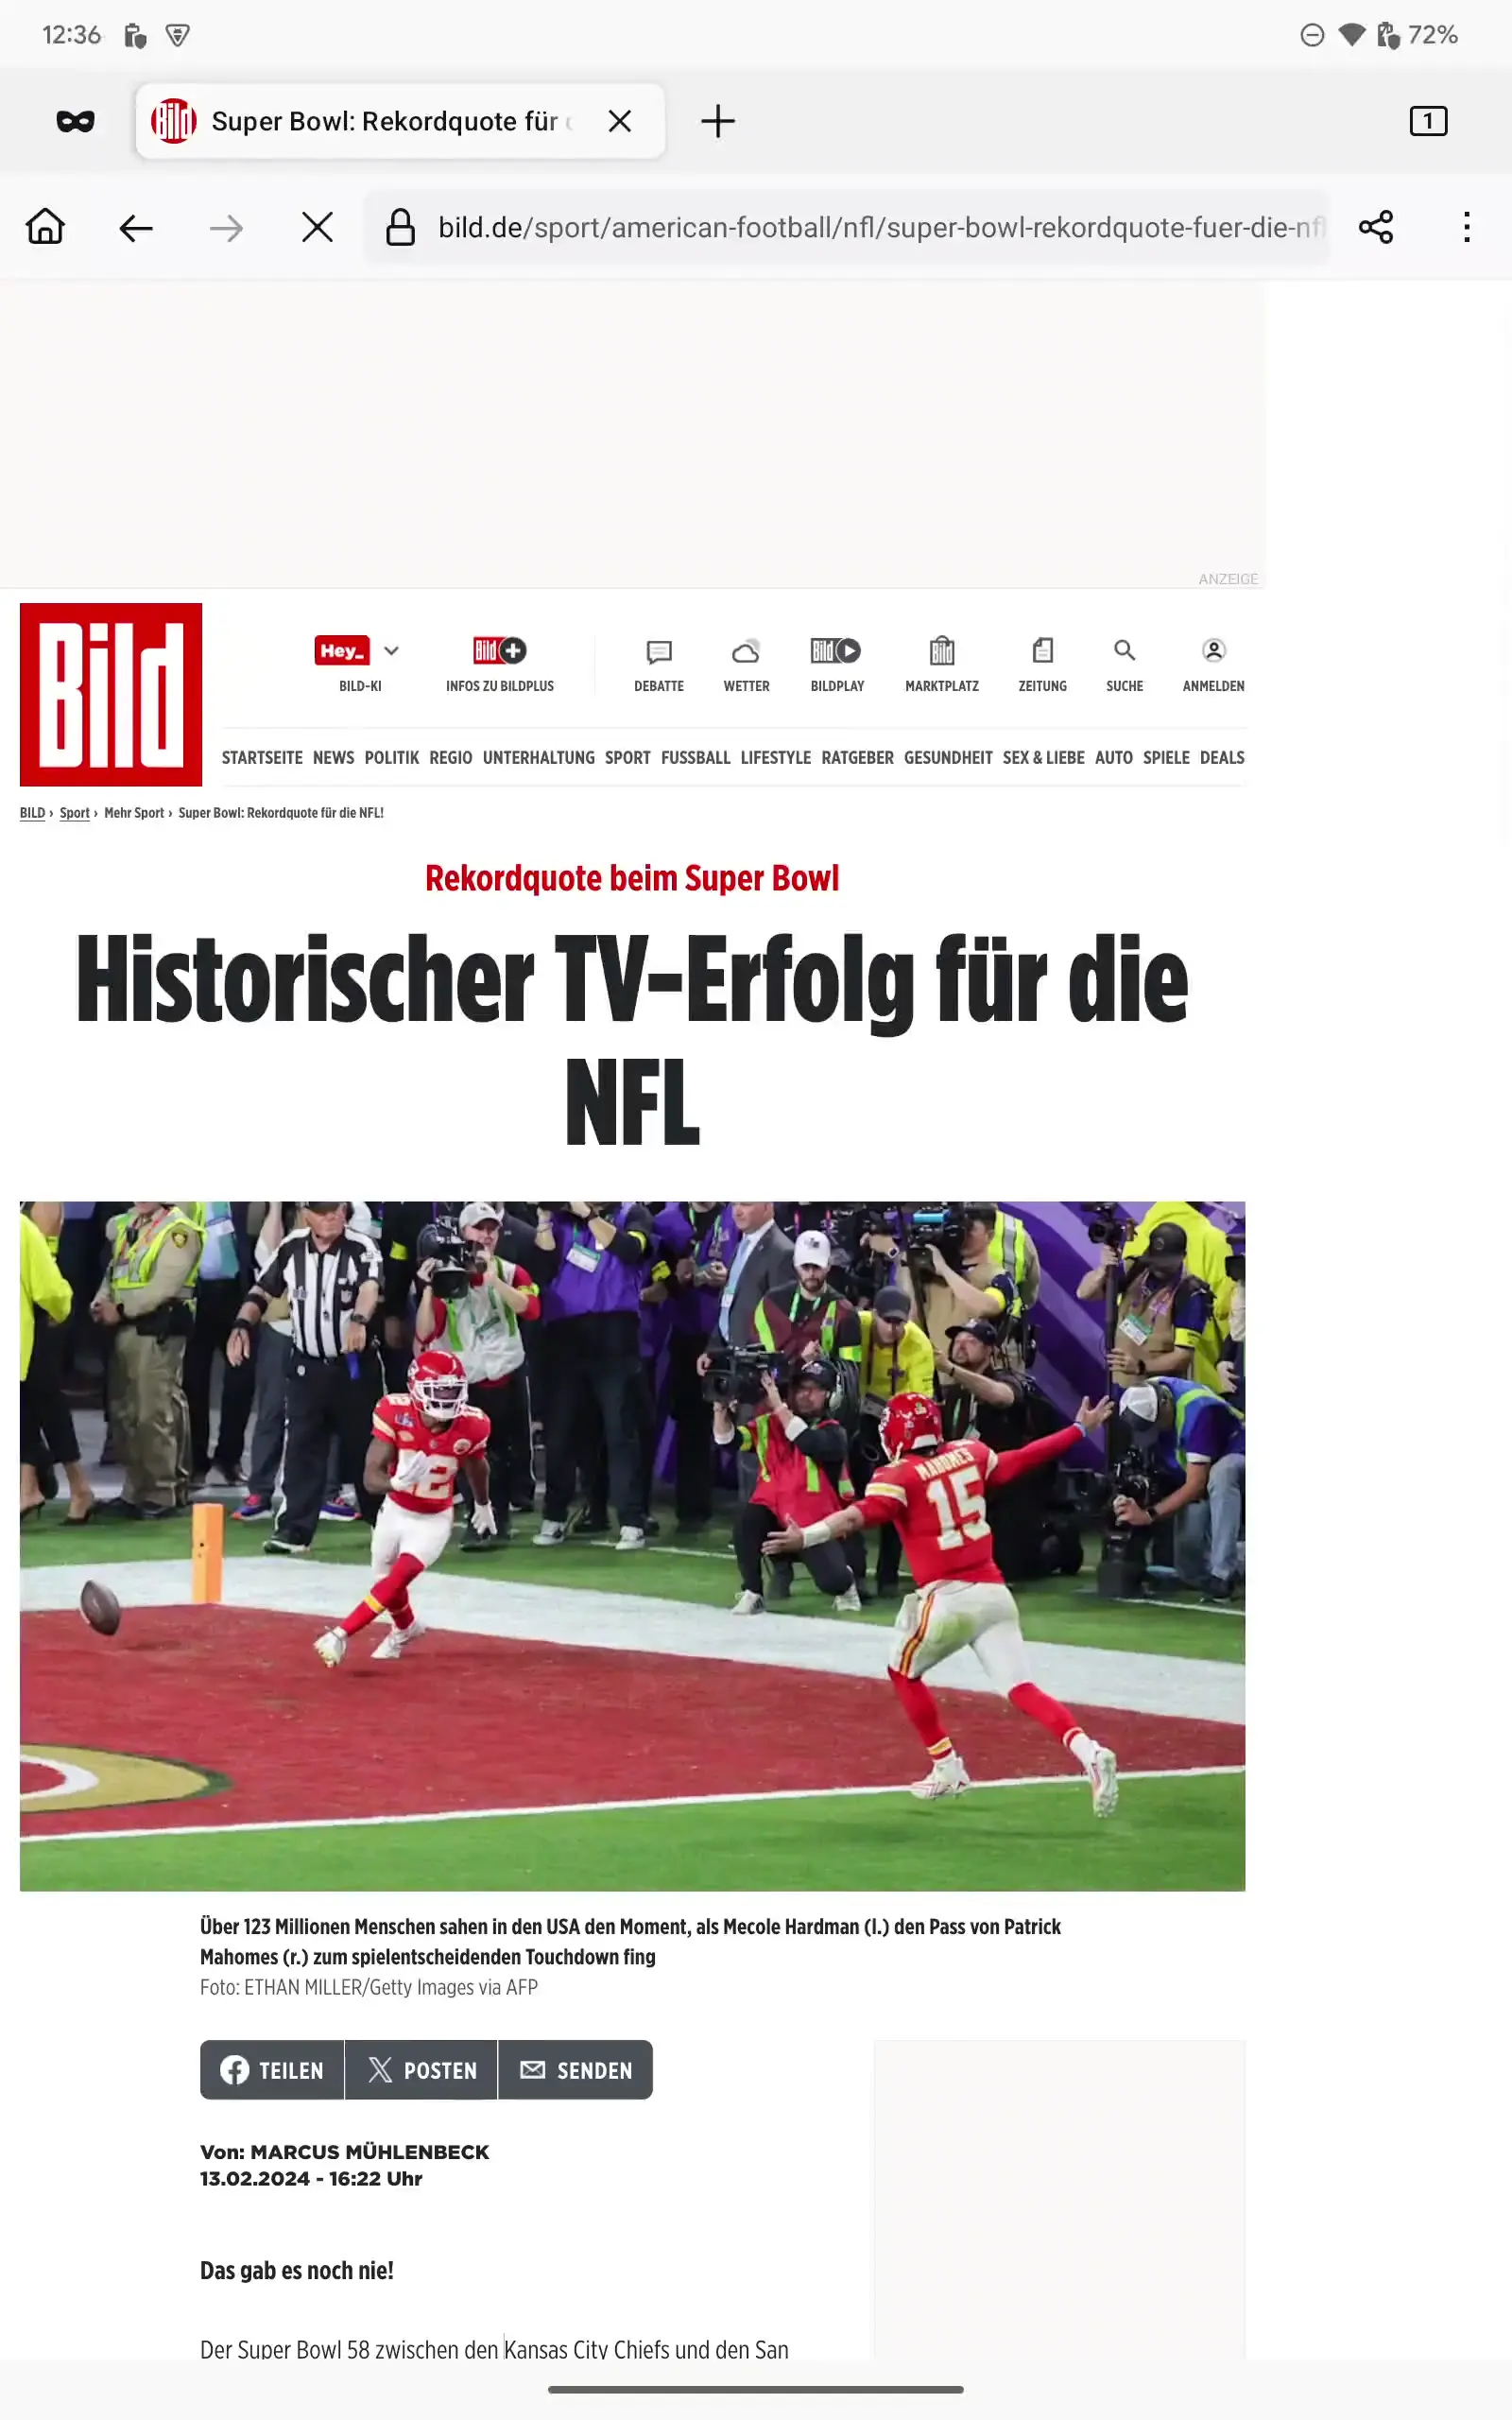 12:36
72%
Bild
Super Bowl: Rekordquote für
1
bild.de/sport/american-football/nfl/super-bowl-rekordquote-fuer-die-nfl
ANZEIGE
Bild
Hey_
Bild
Bild
Bild
BILD-KI
INFOS ZU BILDPLUS
DEBATTE
WETTER
BILDPLAY
MARKTPLATZ
ZEITUNG
SUCHE
ANMELDEN
STARTSEITE NEWS POLITIK REGIO UNTERHALTUNG SPORT FUSSBALL LIFESTYLE RATGEBER GESUNDHEIT SEX & LIEBE AUTO SPIELE DEALS
BILD › Sport › Mehr Sport › Super Bowl: Rekordquote für die NFL!
Rekordquote beim Super Bowl
Historischer TV-Erfolg für die
NFL
12
MAHOMES
15
Über 123 Millionen Menschen sahen in den USA den Moment, als Mecole Hardman (l.) den Pass von Patrick
Mahomes (r.) zum spielentscheidenden Touchdown fing
Foto: ETHAN MILLER/Getty Images via AFP
TEILEN
POSTEN
SENDEN
Von: MARCUS MÜHLENBECK
13.02.2024 - 16:22 Uhr
Das gab es noch nie!
Der Super Bowl 58 zwischen den Kansas City Chiefs und den San